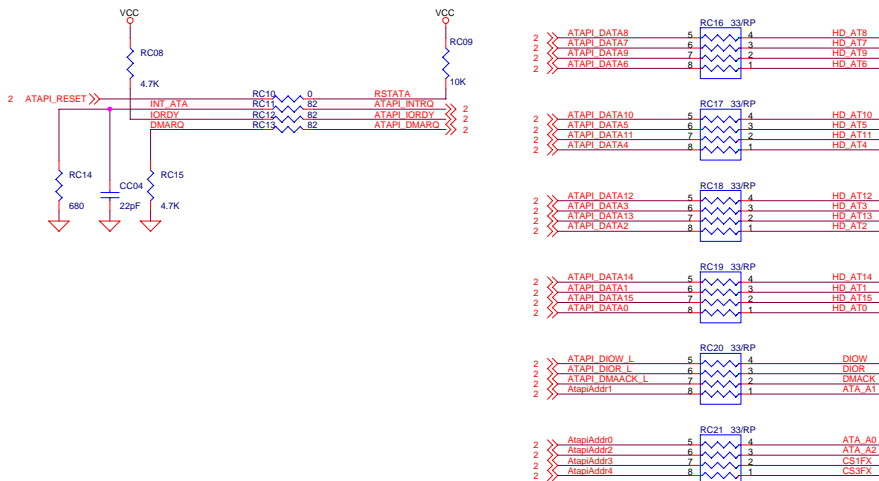 VCC
VCC
RC08
4.7K
RC09
10K
2 ATAPI_RESET RC10 0 RSTATA
INT_ATA RC11 82 ATAPI_INTRQ 2
IORDY RC12 82 ATAPI_IORDY 2
DMARQ RC13 82 ATAPI_DMARQ 2
RC14
680
CC04
22pF
RC15
4.7K
RC16 33/RP
2 ATAPI_DATA8 5 4 HD_AT8
2 ATAPI_DATA7 6 3 HD_AT7
2 ATAPI_DATA9 7 2 HD_AT9
2 ATAPI_DATA6 8 1 HD_AT6
RC17 33/RP
2 ATAPI_DATA10 5 4 HD_AT10
2 ATAPI_DATA5 6 3 HD_AT5
2 ATAPI_DATA11 7 2 HD_AT11
2 ATAPI_DATA4 8 1 HD_AT4
RC18 33/RP
2 ATAPI_DATA12 5 4 HD_AT12
2 ATAPI_DATA3 6 3 HD_AT3
2 ATAPI_DATA13 7 2 HD_AT13
2 ATAPI_DATA2 8 1 HD_AT2
RC19 33/RP
2 ATAPI_DATA14 5 4 HD_AT14
2 ATAPI_DATA1 6 3 HD_AT1
2 ATAPI_DATA15 7 2 HD_AT15
2 ATAPI_DATA0 8 1 HD_AT0
RC20 33/RP
2 ATAPI_DIOW_L 5 4 DIOW
2 ATAPI_DIOR_L 6 3 DIOR
2 ATAPI_DMAACK_L 7 2 DMACK
2 AtapiAddr1 8 1 ATA_A1
RC21 33/RP
2 AtapiAddr0 5 4 ATA_A0
2 AtapiAddr2 6 3 ATA_A2
2 AtapiAddr3 7 2 CS1FX
2 AtapiAddr4 8 1 CS3FX